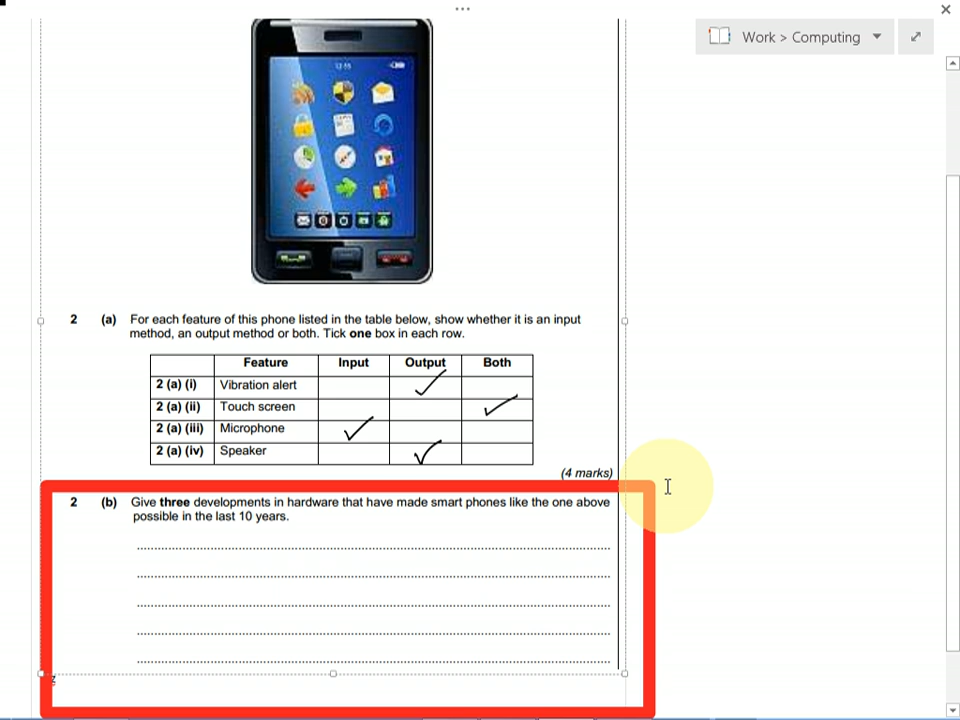 Work > Computing
12:55
2 (a) For each feature of this phone listed in the table below, show whether it is an input
method, an output method or both. Tick one box in each row.
Feature Input Output Both
2 (a) (i) Vibration alert
2 (a) (ii) Touch screen
2 (a) (iii) Microphone
2 (a) (iv) Speaker
(4 marks)
2 (b) Give three developments in hardware that have made smart phones like the one above
possible in the last 10 years.